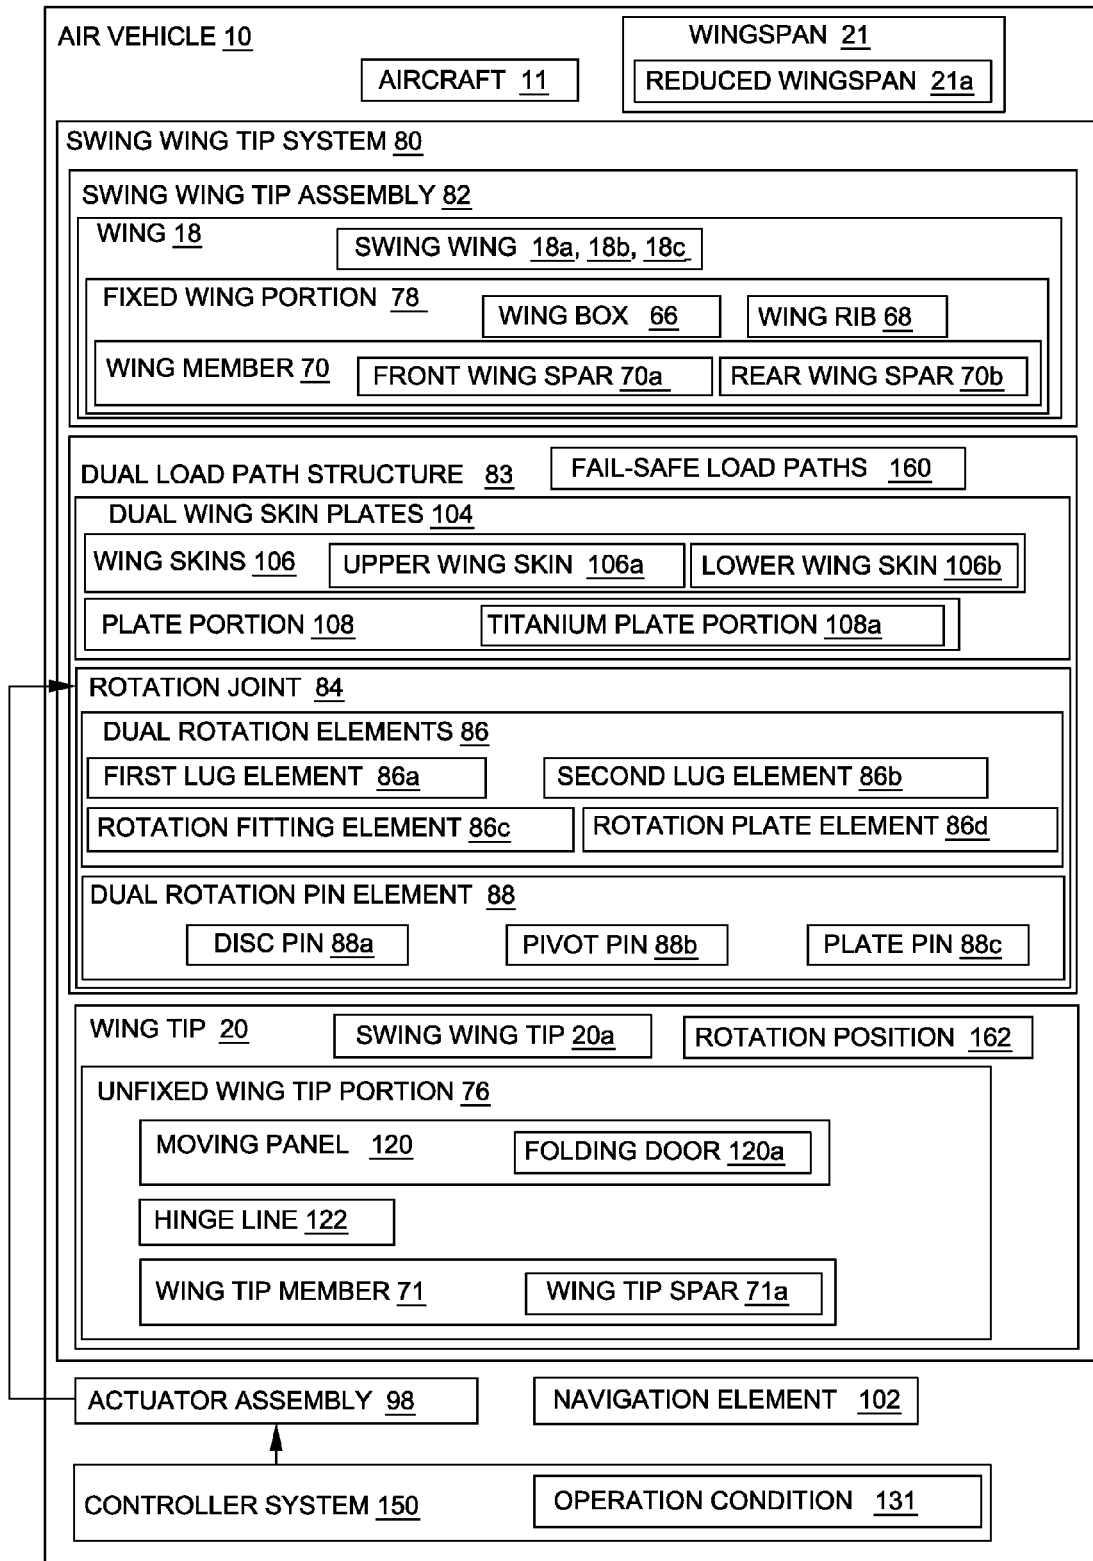 AIR VEHICLE 10
WINGSPAN 21
AIRCRAFT 11
REDUCED WINGSPAN 21a
SWING WING TIP SYSTEM 80
SWING WING TIP ASSEMBLY 82
WING 18
SWING WING 18a, 18b, 18c
FIXED WING PORTION 78
WING BOX 66
WING RIB 68
WING MEMBER 70
FRONT WING SPAR 70a
REAR WING SPAR 70b
DUAL LOAD PATH STRUCTURE 83
FAIL-SAFE LOAD PATHS 160
DUAL WING SKIN PLATES 104
WING SKINS 106
UPPER WING SKIN 106a
LOWER WING SKIN 106b
PLATE PORTION 108
TITANIUM PLATE PORTION 108a
ROTATION JOINT 84
DUAL ROTATION ELEMENTS 86
FIRST LUG ELEMENT 86a
SECOND LUG ELEMENT 86b
ROTATION FITTING ELEMENT 86c
ROTATION PLATE ELEMENT 86d
DUAL ROTATION PIN ELEMENT 88
DISC PIN 88a
PIVOT PIN 88b
PLATE PIN 88c
WING TIP 20
SWING WING TIP 20a
ROTATION POSITION 162
UNFIXED WING TIP PORTION 76
MOVING PANEL 120
FOLDING DOOR 120a
HINGE LINE 122
WING TIP MEMBER 71
WING TIP SPAR 71a
ACTUATOR ASSEMBLY 98
NAVIGATION ELEMENT 102
CONTROLLER SYSTEM 150
OPERATION CONDITION 131